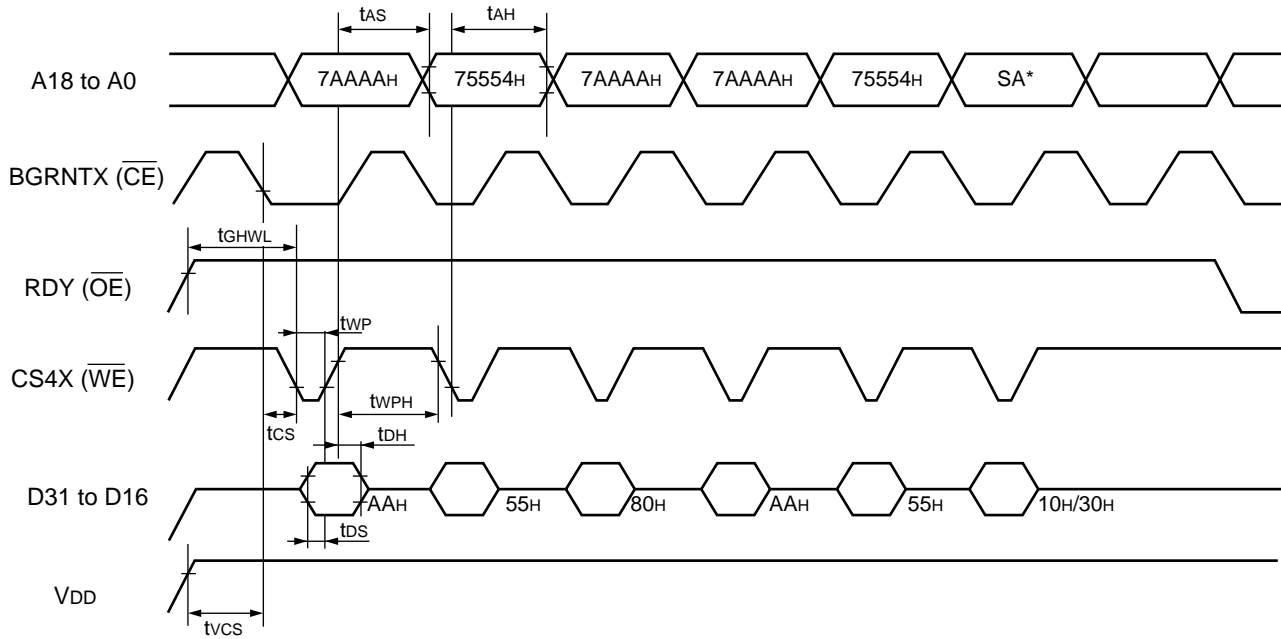 tAS tAH
A18 to A0 7AAAAH 75554H 7AAAAH 7AAAAH 75554H SA*
BGRNTX (CE)
tGHWL
RDY (OE)
tWP
CS4X (WE)
tWPH
tCS tDH
D31 to D16 AAH 55H 80H AAH 55H 10H/30H
tDS
VDD
tVCS